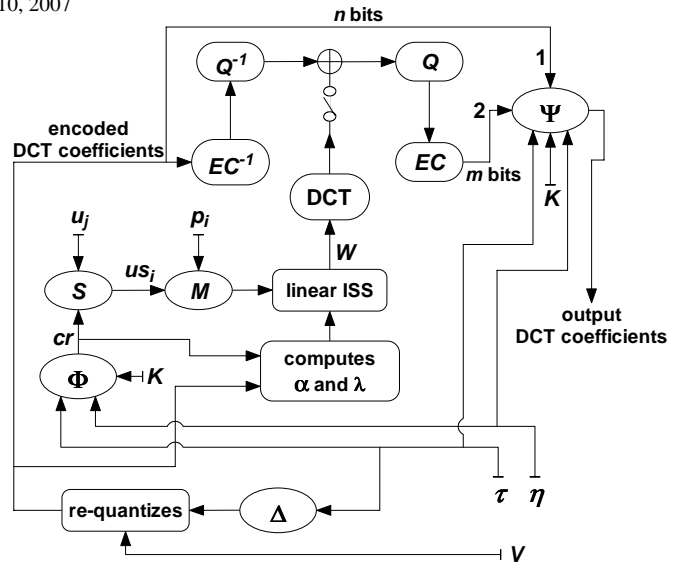 10, 2007
n bits
Q-1
Q
1
encoded
DCT coefficients
EC-1
2
Ψ
EC
m bits
K
DCT
uj
pi
W
S
usi
M
linear ISS
output
DCT coefficients
cr
computes
α and λ
Φ
K
τ
η
re-quantizes
Δ
V